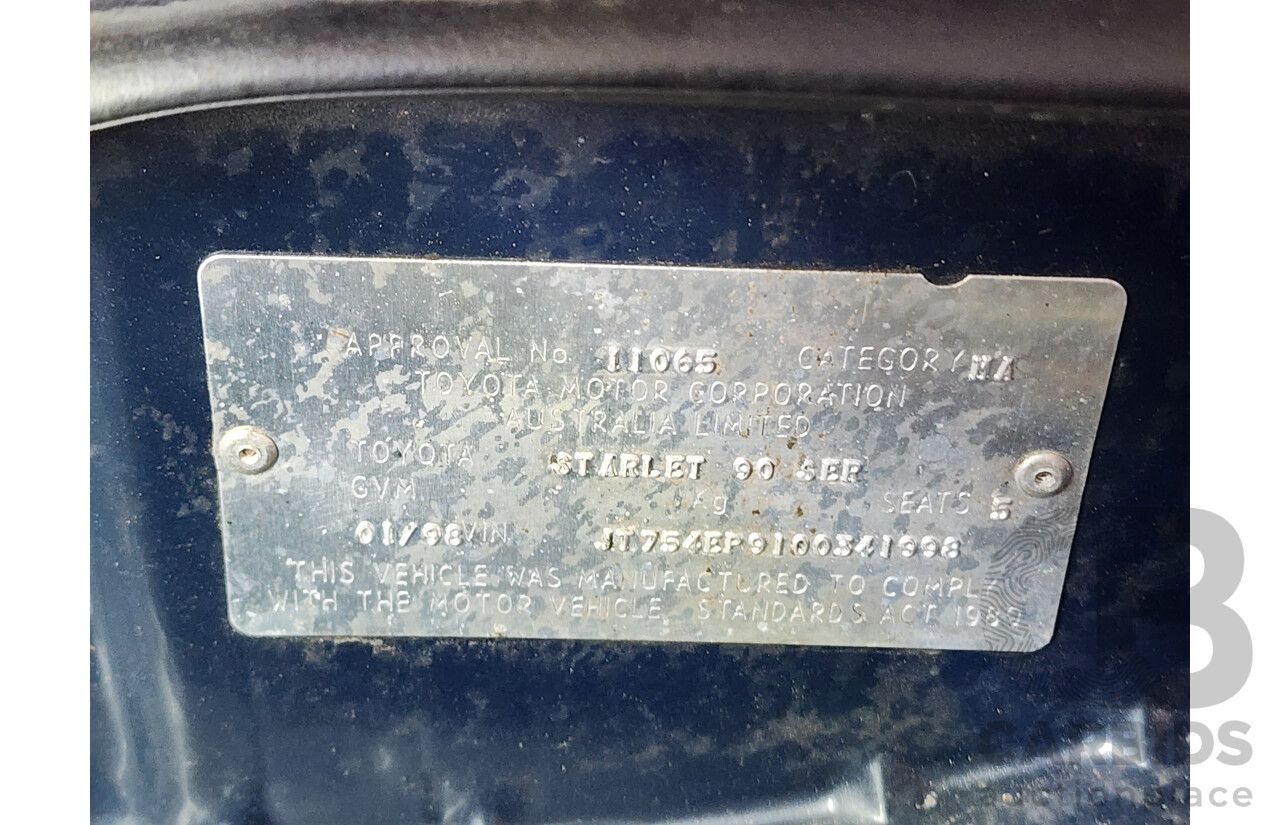 APPROVAL No 11065 CATEGORY MA
TOYOTA MOTOR CORPORATION
AUSTRALIA LIMITED
TOYOTA STARLET 90 SER
GVM Kg SEATS 5
01/98 VIN JT754EP9100341998
THIS VEHICLE WAS MANUFACTURED TO COMPLY
WITH THE MOTOR VEHICLE STANDARDS ACT 1989
auctionplace